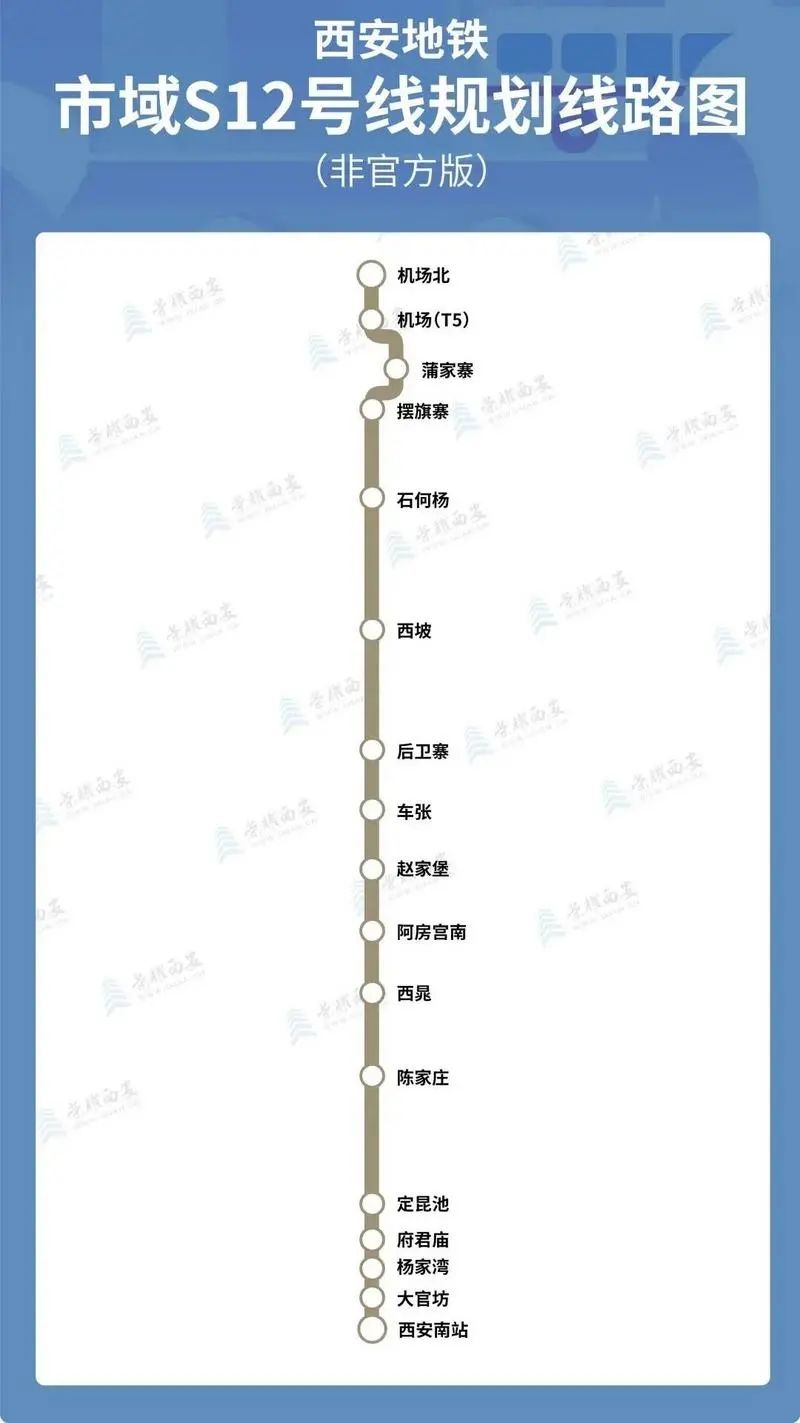 西安地铁
市域S12号线规划线路图
（非官方版）
机场北
机场（T5）
蒲家寨
摆旗寨
石何杨
西坡
后卫寨
车张
赵家堡
阿房宫南
西晁
陈家庄
定昆池
府君庙
杨家湾
大官坊
西安南站